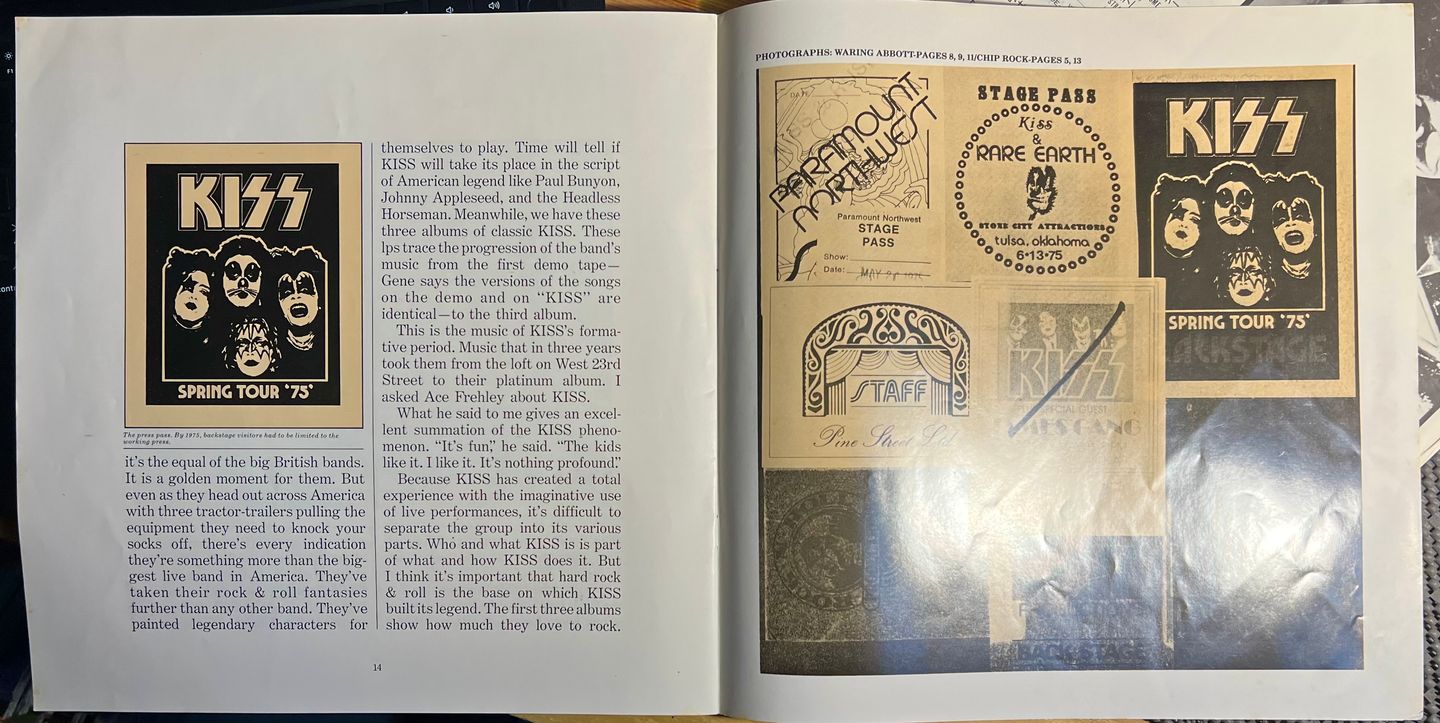 KISS
SPRING TOUR '75'
The press pass. By 1975, backstage visitors had to be limited to the
working press.
it's the equal of the big British bands.
It is a golden moment for them. But
even as they head out across America
with three tractor-trailers pulling the
equipment they need to knock your
socks off, there's every indication
they're something more than the big-
gest live band in America. They've
taken their rock & roll fantasies
further than any other band. They've
painted legendary characters for
themselves to play. Time will tell if
KISS will take its place in the script
of American legend like Paul Bunyon,
Johnny Appleseed, and the Headless
Horseman. Meanwhile, we have these
three albums of classic KISS. These
lps trace the progression of the band's
music from the first demo tape—
Gene says the versions of the songs
on the demo and on “KISS” are
identical—to the third album.
This is the music of KISS's forma-
tive period. Music that in three years
took them from the loft on West 23rd
Street to their platinum album. I
asked Ace Frehley about KISS.
What he said to me gives an excel-
lent summation of the KISS pheno-
menon. “It's fun,” he said. “The kids
like it. I like it. It's nothing profound.”
Because KISS has created a total
experience with the imaginative use
of live performances, it's difficult to
separate the group into its various
parts. Who and what KISS is is part
of what and how KISS does it. But
I think it's important that hard rock
& roll is the base on which KISS
built its legend. The first three albums
show how much they love to rock.
14
PHOTOGRAPHS: WARING ABBOTT-PAGES 8, 9, 11/CHIP ROCK-PAGES 5, 13
PARAMOUNT
NORTHWEST
Paramount Northwest
STAGE
PASS
Show:
Date: MAY
STAGE PASS
Kiss
&
RARE EARTH
STONE CITY ATTRACTIONS
tulsa, oklahoma
6•13•75
KISS
SPRING TOUR '75'
BACKSTAGE
STAFF
Pine Street Ltd.
KISS
SPECIAL GUEST
JAMES GANG
BACKSTAGE